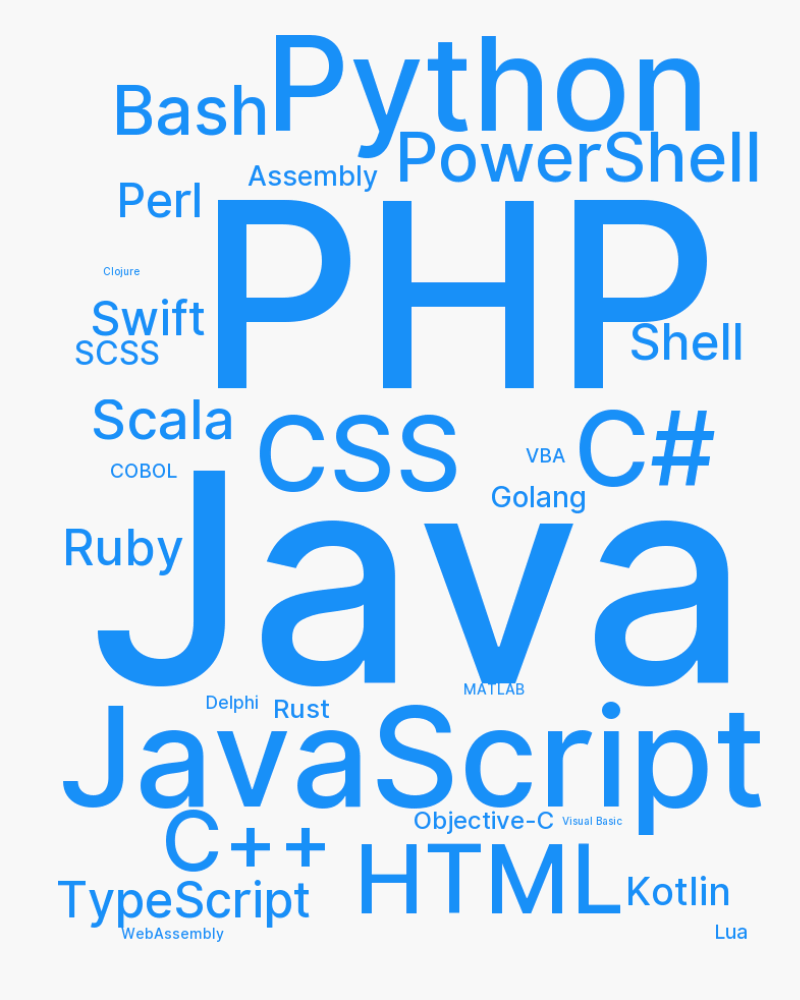 Python
Bash
PowerShell
Assembly
Perl
PHP
Clojure
Swift
Shell
SCSS
Scala
CSS
C#
VBA
COBOL
Golang
Java
Ruby
MATLAB
Delphi
Rust
JavaScript
Objective-C
Visual Basic
C++
HTML
Kotlin
TypeScript
WebAssembly
Lua